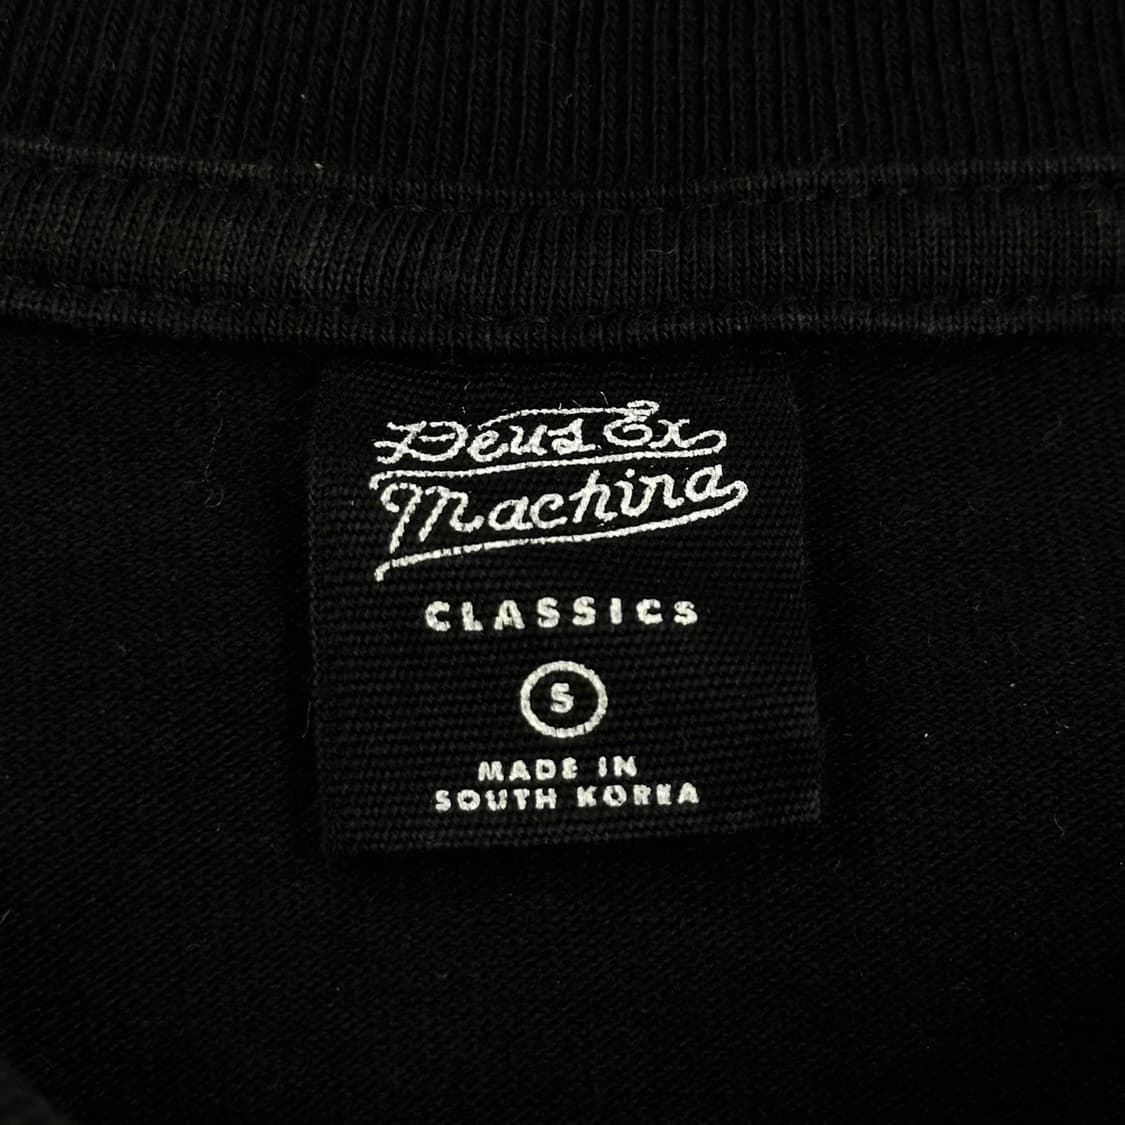 Deus Ex
Machina
CLASSICS
S
MADE IN
SOUTH KOREA